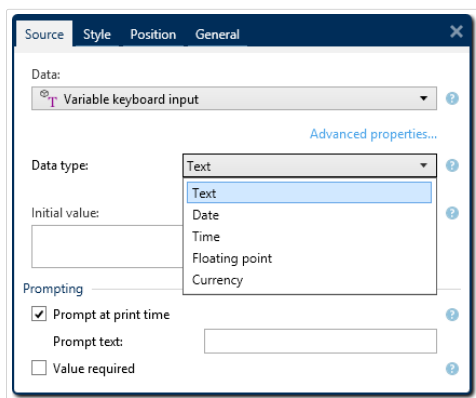 Source Style Position General
Data:
Variable keyboard input
Advanced properties...
Data type: Text
Text
Date
Initial value:
Time
Floating point
Currency
Prompting
Prompt at print time
Prompt text:
Value required